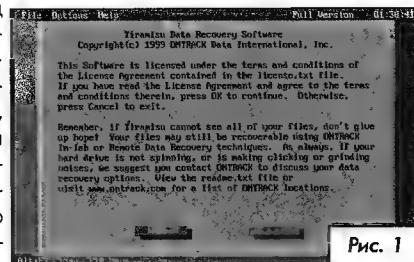 File Options Help Full Version 01:30:4
Tiramisu Data Recovery Software
Copyright(c) 1999 ONTRACK Data International, Inc.
This Software is licensed under the terms and conditions of
the License Agreement contained in the license.txt file.
If you have read the License Agreement and agree to the terms
and conditions therein, press OK to continue. Otherwise,
press Cancel to exit.
Remember, if Tiramisu cannot see all of your files, don't give
up hope! Your files may still be recoverable using ONTRACK
In-lab or Remote Data Recovery techniques. As always, If your
hard drive is not spinning, or is making clicking or grinding
noises, we suggest you contact ONTRACK to discuss your data
recovery options. View the readme.txt file or
visit www.ontrack.com for a list of ONTRACK locations.
Рис. 1